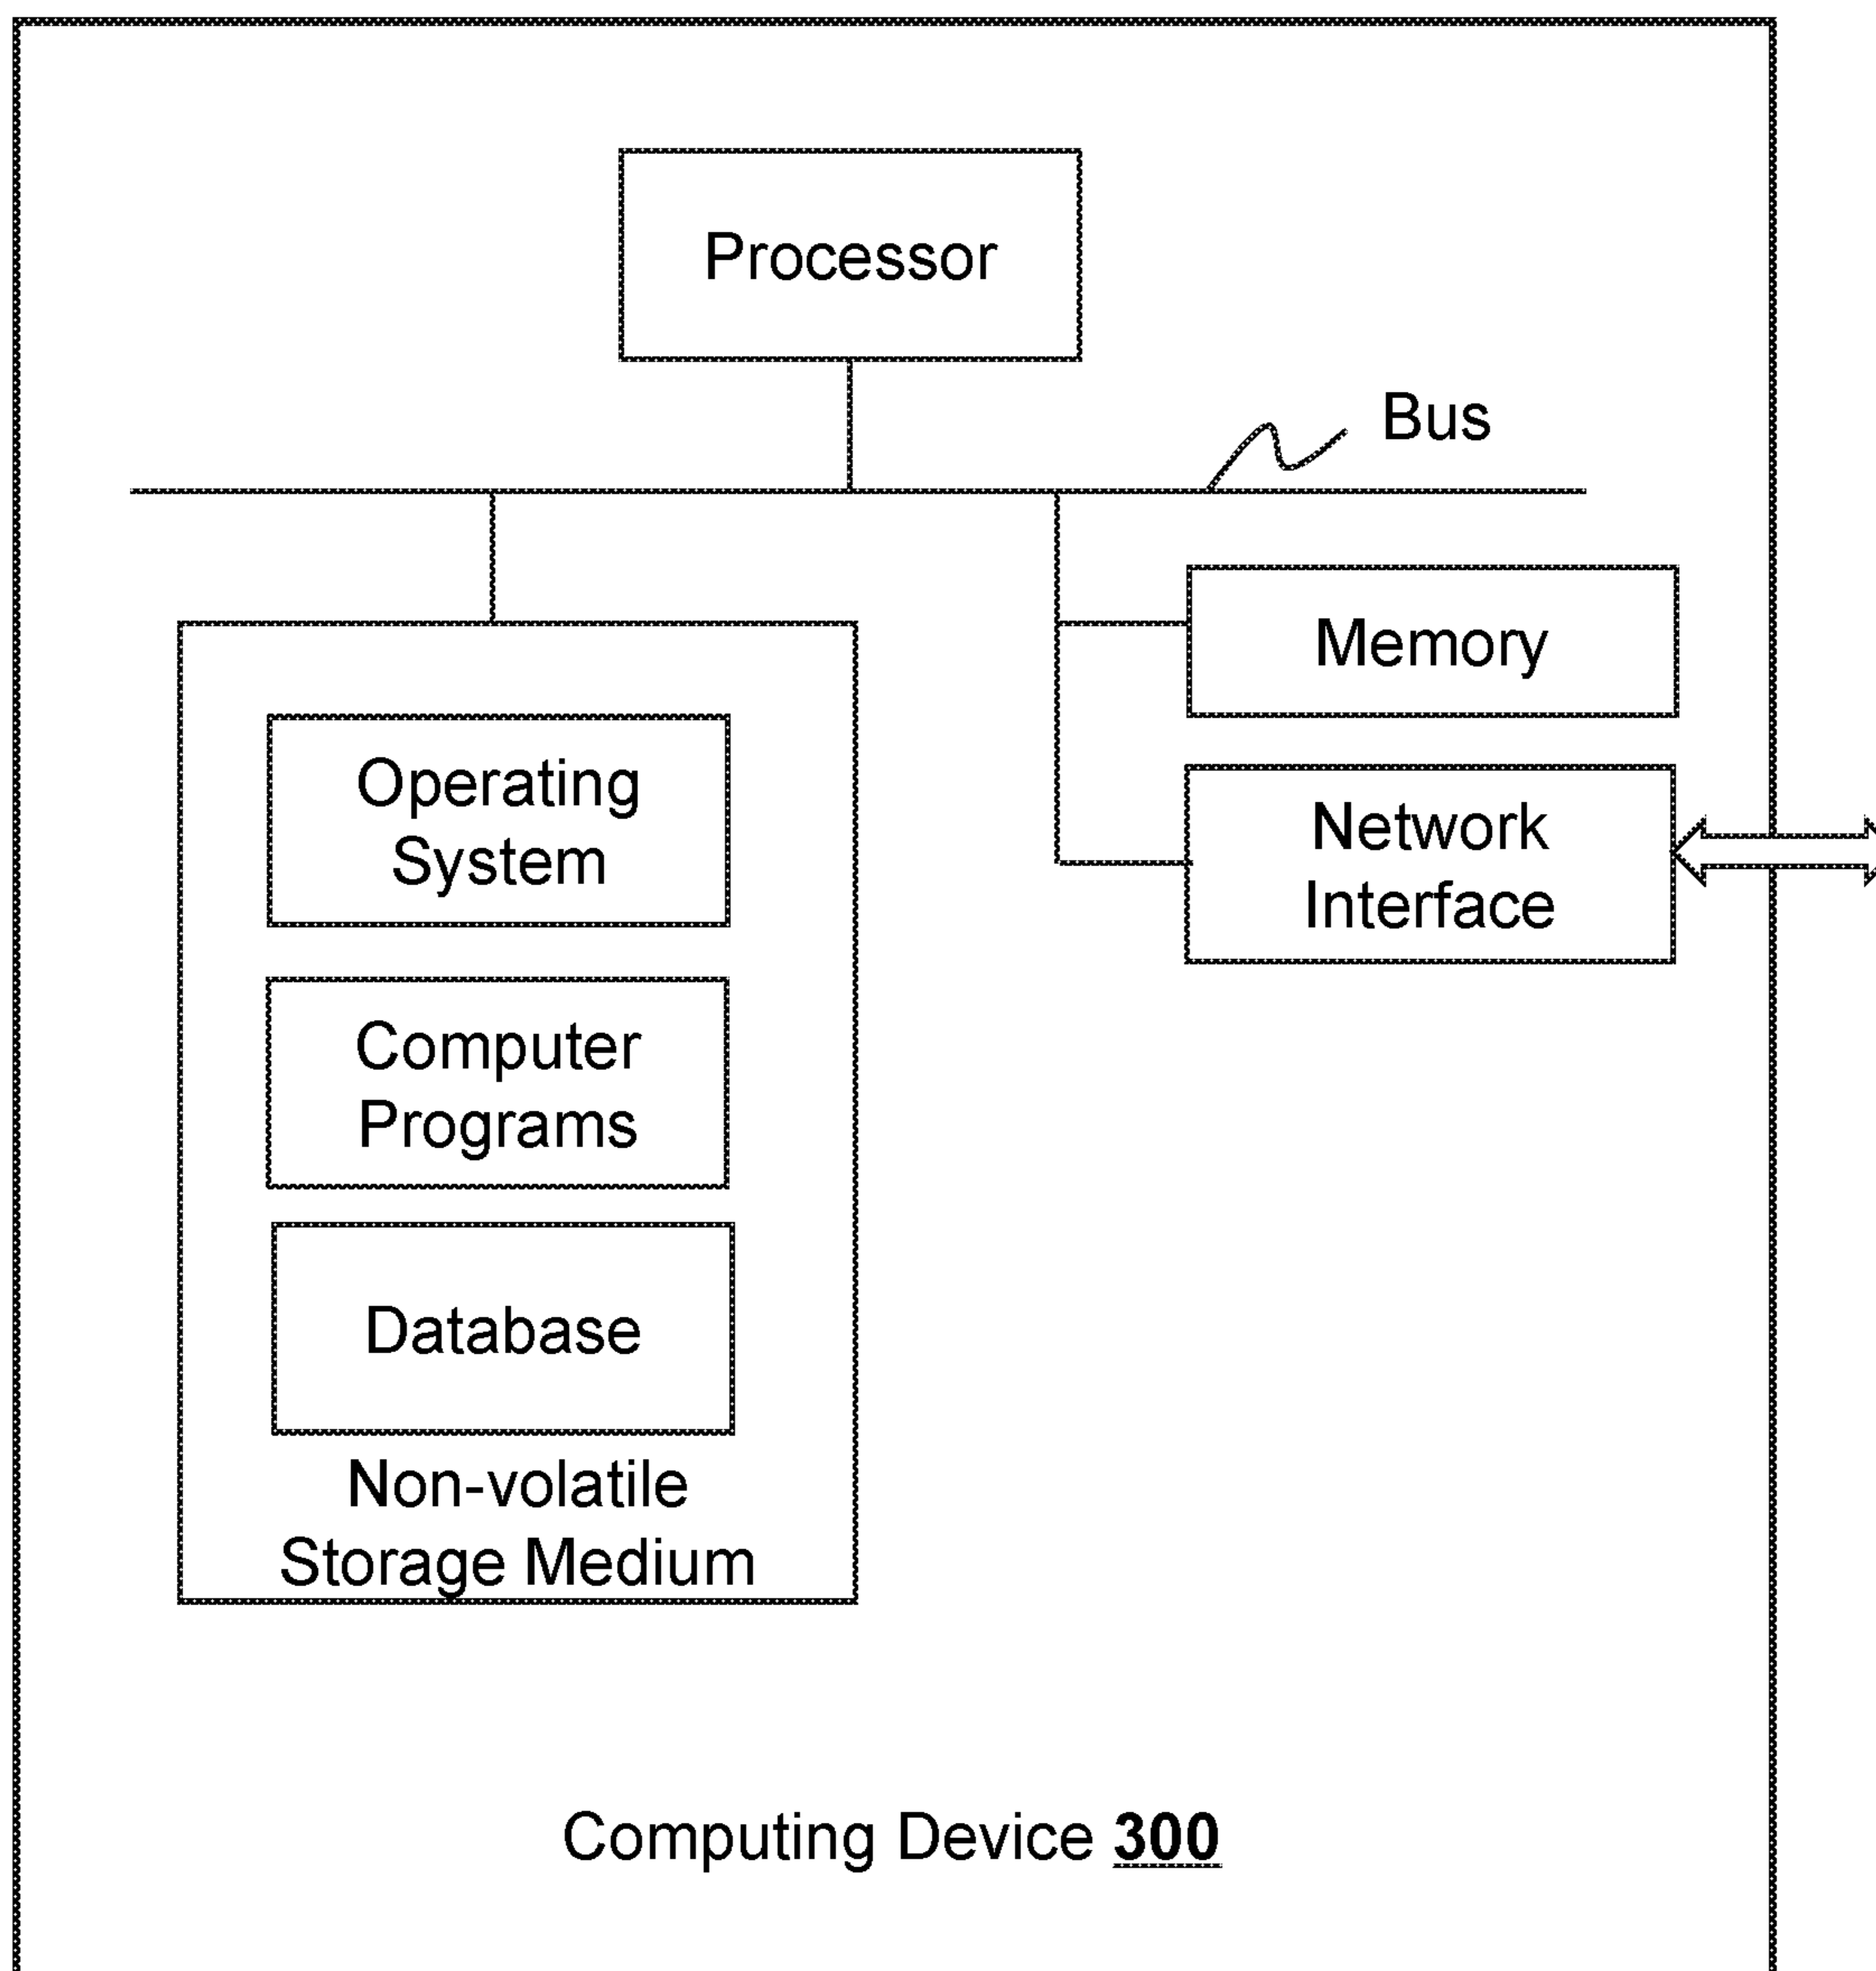 Processor
Bus
Memory
Operating
System
Network
Interface
Computer
Programs
Database
Non-volatile
Storage Medium
Computing Device 300